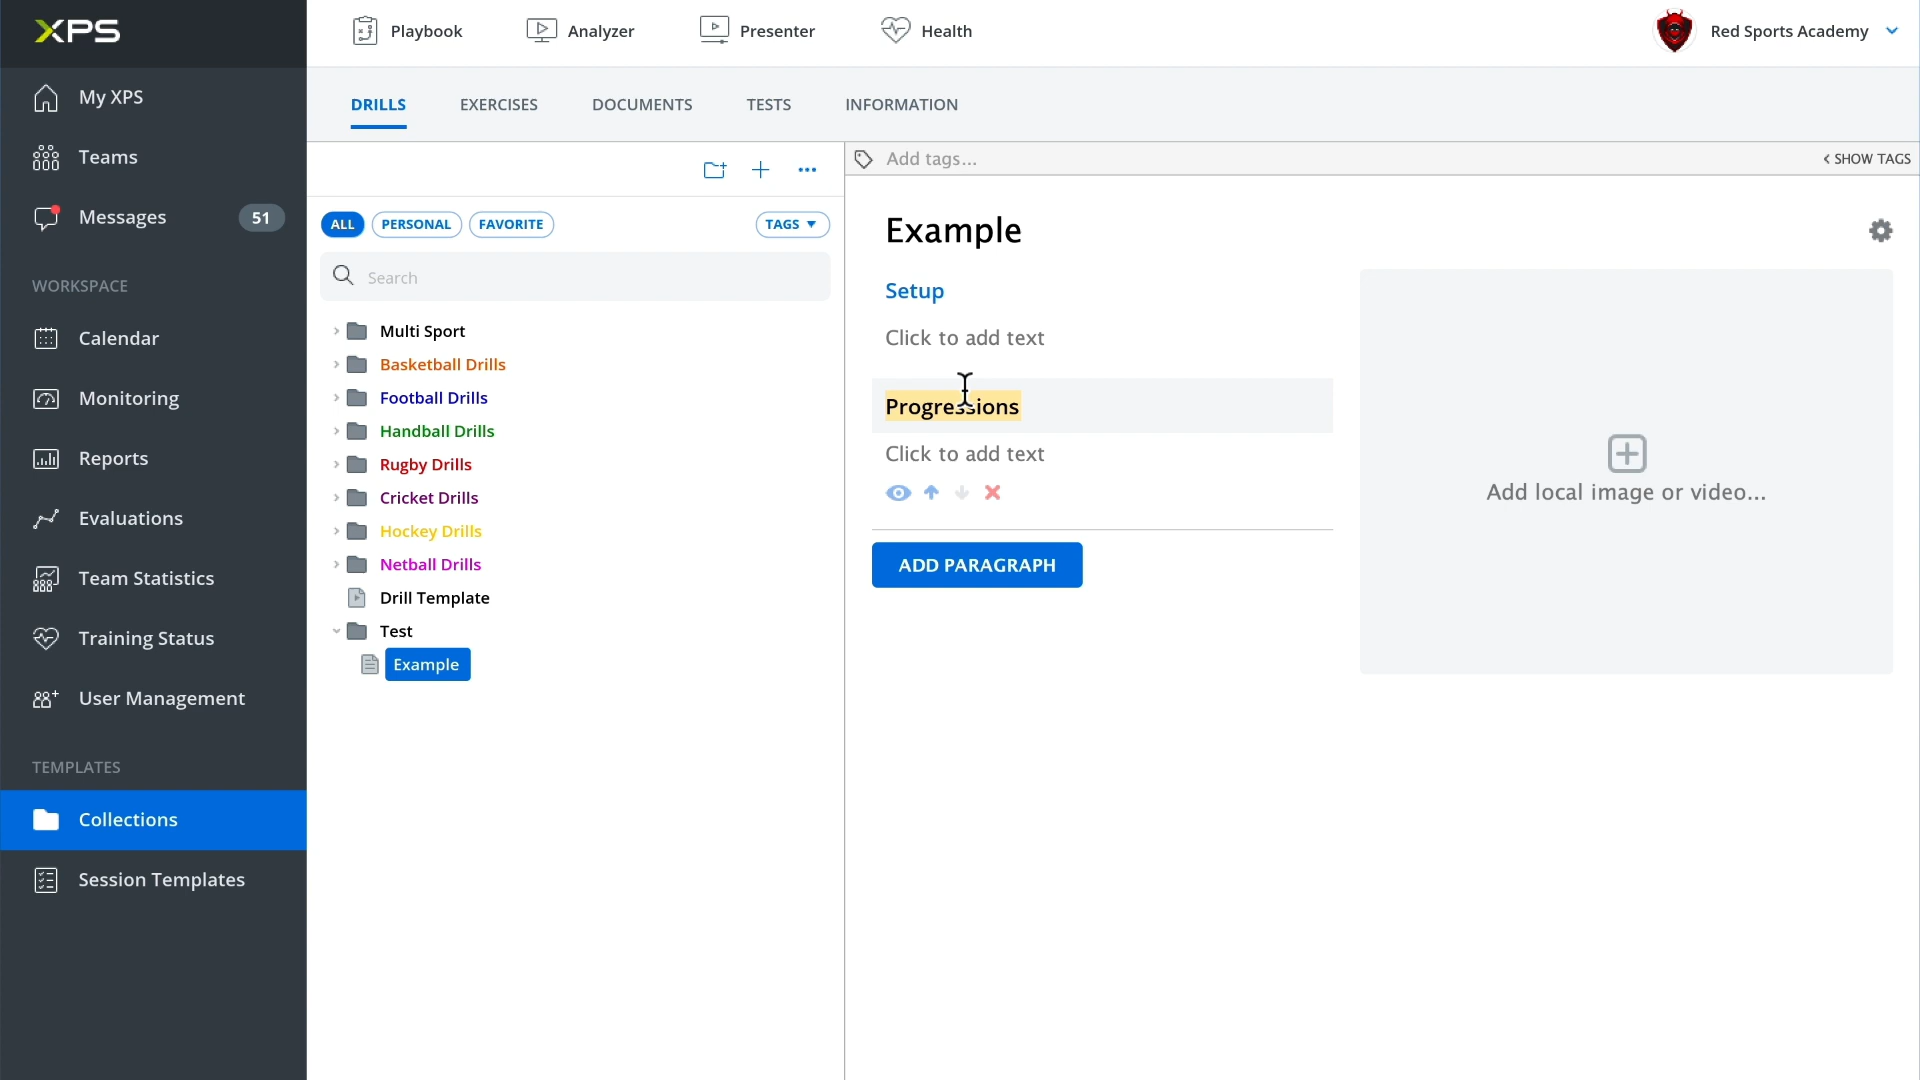 XPS
Playbook
Analyzer
Presenter
Health
Red Sports Academy
My XPS
Teams
Messages
51
WORKSPACE
Calendar
Monitoring
Reports
Evaluations
Team Statistics
Training Status
User Management
TEMPLATES
Collections
Session Templates
DRILLS
EXERCISES
DOCUMENTS
TESTS
INFORMATION
ALL
PERSONAL
FAVORITE
TAGS
Search
Multi Sport
Basketball Drills
Football Drills
Handball Drills
Rugby Drills
Cricket Drills
Hockey Drills
Netball Drills
Drill Template
Test
Example
Add tags...
SHOW TAGS
Example
Setup
Click to add text
Progressions
Click to add text
ADD PARAGRAPH
Add local image or video...